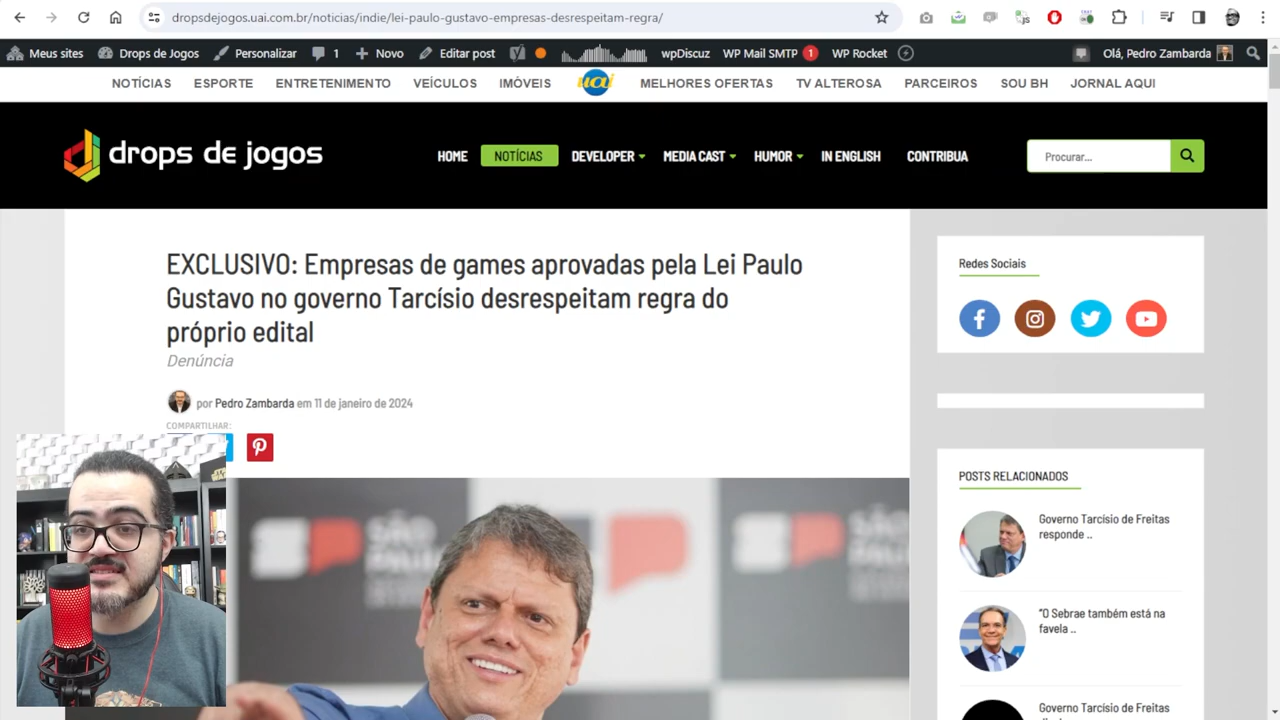 dropsdejogos.uai.com.br/noticias/indie/lei-paulo-gustavo-empresas-desrespeitam-regra/
Meus sites Drops de Jogos Personalizar 1 Novo Editar post wpDiscuz WP Mail SMTP 1 WP Rocket Olá, Pedro Zambarda
NOTÍCIAS ESPORTE ENTRETENIMENTO VEÍCULOS IMÓVEIS uai MELHORES OFERTAS TV ALTEROSA PARCEIROS SOU BH JORNAL AQUI
drops de jogos
HOME NOTÍCIAS DEVELOPER MEDIA CAST HUMOR IN ENGLISH CONTRIBUA
Procurar...
EXCLUSIVO: Empresas de games aprovadas pela Lei Paulo
Gustavo no governo Tarcísio desrespeitam regra do
próprio edital
Denúncia
por Pedro Zambarda em 11 de janeiro de 2024
COMPARTILHAR:
SÃO
PAULO
Redes Sociais
POSTS RELACIONADOS
Governo Tarcísio de Freitas
responde ..
"O Sebrae também está na
favela ..
Governo Tarcísio de Freitas